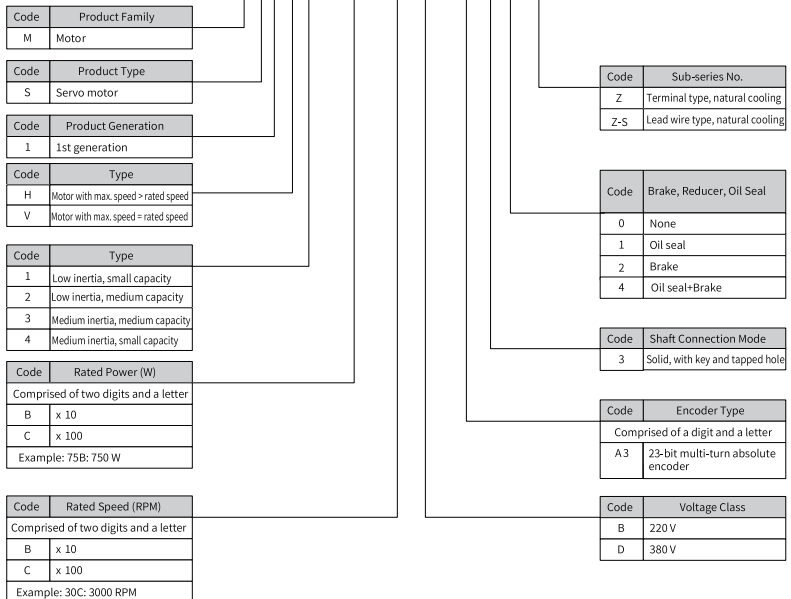 Code Product Family
M Motor
Code Product Type
S Servo motor
Code Product Generation
1 1st generation
Code Type
H Motor with max. speed > rated speed
V Motor with max. speed = rated speed
Code Type
1 Low inertia, small capacity
2 Low inertia, medium capacity
3 Medium inertia, medium capacity
4 Medium inertia, small capacity
Code Rated Power (W)
Comprised of two digits and a letter
B x 10
C x 100
Example: 75B: 750 W
Code Rated Speed (RPM)
Comprised of two digits and a letter
B x 10
C x 100
Example: 30C: 3000 RPM
Code Sub-series No.
Z Terminal type, natural cooling
Z-S Lead wire type, natural cooling
Code Brake, Reducer, Oil Seal
0 None
1 Oil seal
2 Brake
4 Oil seal+Brake
Code Shaft Connection Mode
3 Solid, with key and tapped hole
Code Encoder Type
Comprised of a digit and a letter
A3 23-bit multi-turn absolute
encoder
Code Voltage Class
B 220 V
D 380 V